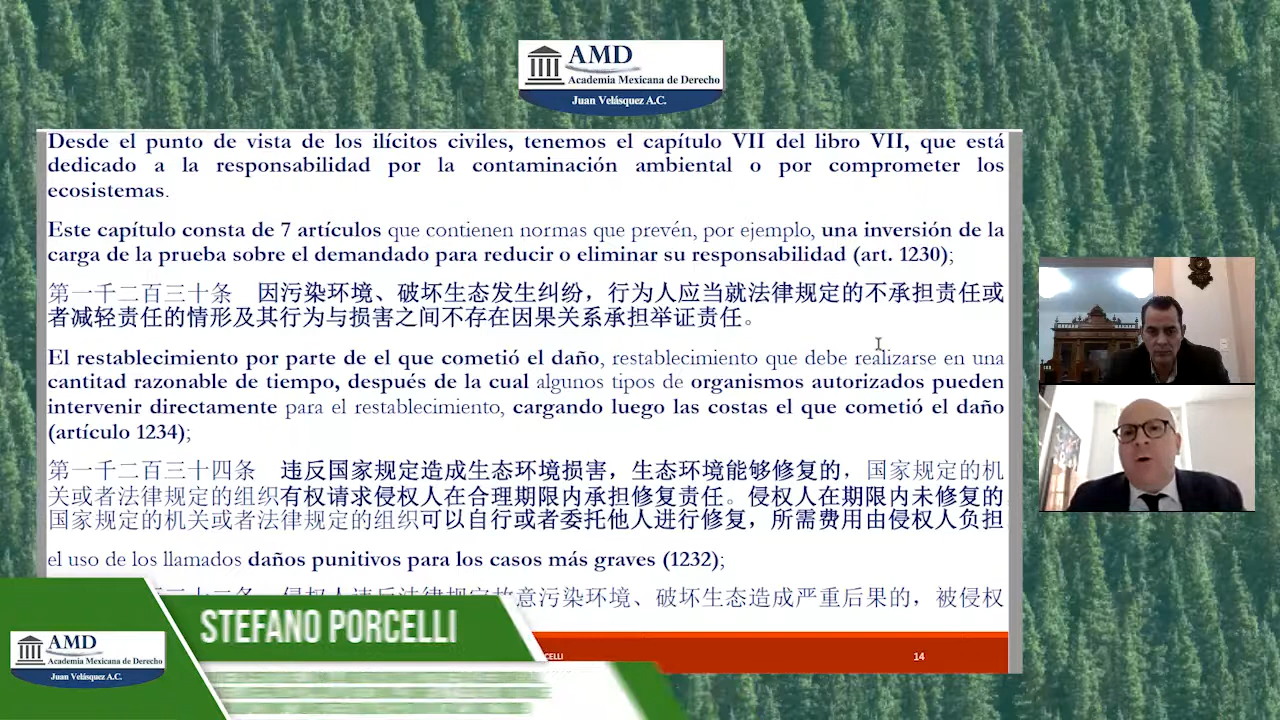 AMD
Academia Mexicana de Derecho
Juan Velásquez A.C.
Desde el punto de vista de los ilícitos civiles, tenemos el capítulo VII del libro VII, que está
dedicado a la responsabilidad por la contaminación ambiental o por comprometer los
ecosistemas.
Este capítulo consta de 7 artículos que contienen normas que prevén, por ejemplo, una inversión de la
carga de la prueba sobre el demandado para reducir o eliminar su responsabilidad (art. 1230);
第一千二百三十条 因污染环境、破坏生态发生纠纷，行为人应当就法律规定的不承担责任或
者减轻责任的情形及其行为与损害之间不存在因果关系承担举证责任。
El restablecimiento por parte de el que cometió el daño, restablecimiento que debe realizarse en una
cantidad razonable de tiempo, después de la cual algunos tipos de organismos autorizados pueden
intervenir directamente para el restablecimiento, cargando luego las costas el que cometió el daño
(artículo 1234);
第一千二百三十四条 违反国家规定造成生态环境损害，生态环境能够修复的，国家规定的机
关或者法律规定的组织有权请求侵权人在合理期限内承担修复责任。侵权人在期限内未修复的
国家规定的机关或者法律规定的组织可以自行或者委托他人进行修复，所需费用由侵权人负担
el uso de los llamados daños punitivos para los casos más graves (1232);
侵权人违反法律规定故意污染环境、破坏生态造成严重后果的，被侵权
STEFANO PORCELLI
CELLI
14
AMD
Academia Mexicana de Derecho
Juan Velásquez A.C.